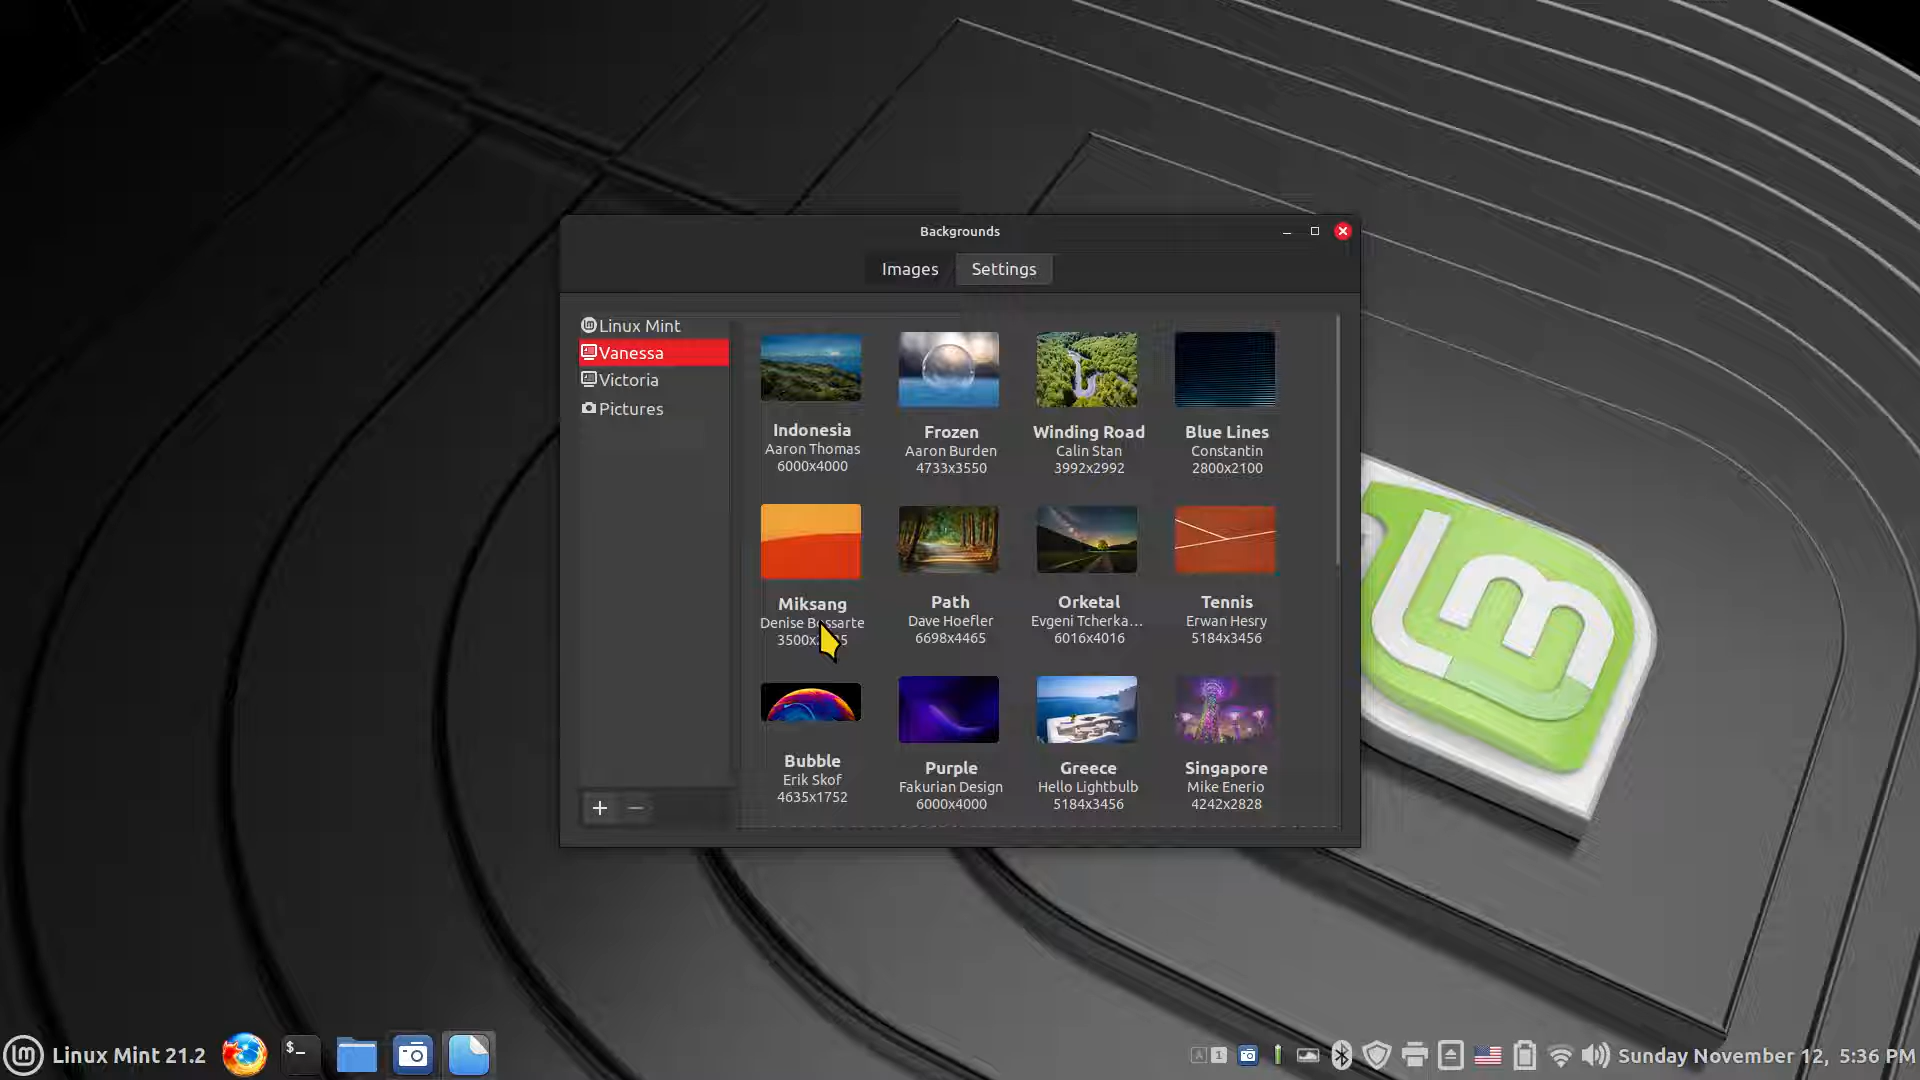 Backgrounds
Images Settings
Linux Mint
Vanessa
Victoria
Pictures
Indonesia
Aaron Thomas
6000x4000
Frozen
Aaron Burden
4733x3550
Winding Road
Calin Stan
3992x2992
Blue Lines
Constantin
2800x2100
Miksang
Denise
Path
Dave Hoefler
6698x4465
Orketal
Evgeni Tcherka...
6016x4016
Tennis
Erwan Hesry
5184x3456
Bubble
Erik Skof
4635x1752
Purple
Fakurian Design
6000x4000
Greece
Hello Lightbulb
5184x3456
Singapore
Mike Enerio
4242x2828
lm
Linux Mint 21.2
$-
A 1
Sunday November 12, 5:36 PM